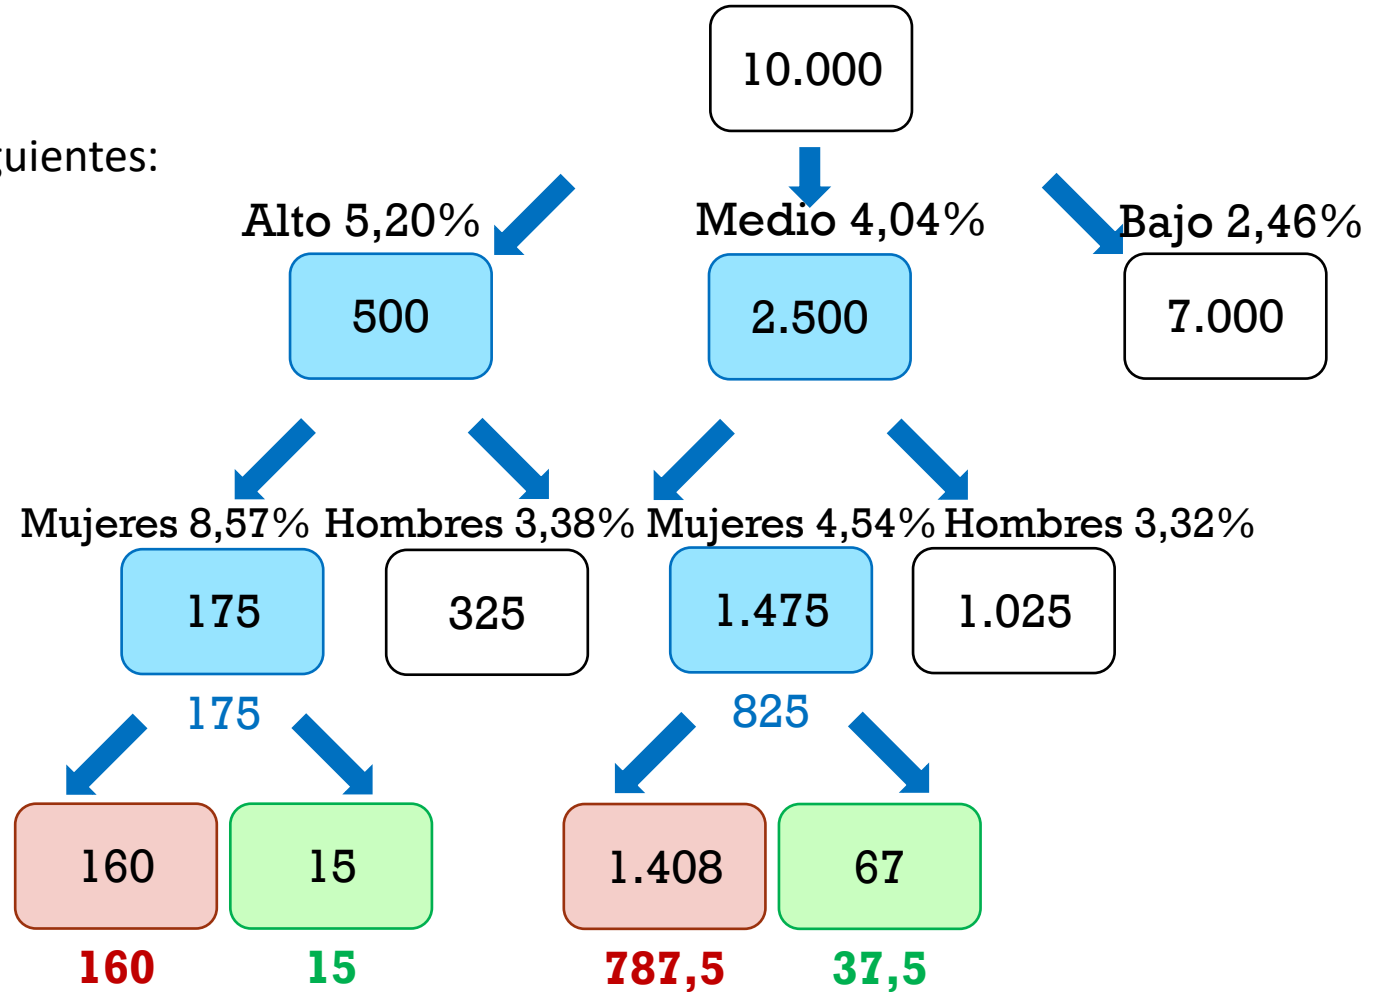 10.000
guientes:
Alto 5,20% Medio 4,04% Bajo 2,46%
500 2.500 7.000
Mujeres 8,57% Hombres 3,38% Mujeres 4,54% Hombres 3,32%
175 325 1.475 1.025
175 825
160 15 1.408 67
160 15 787,5 37,5